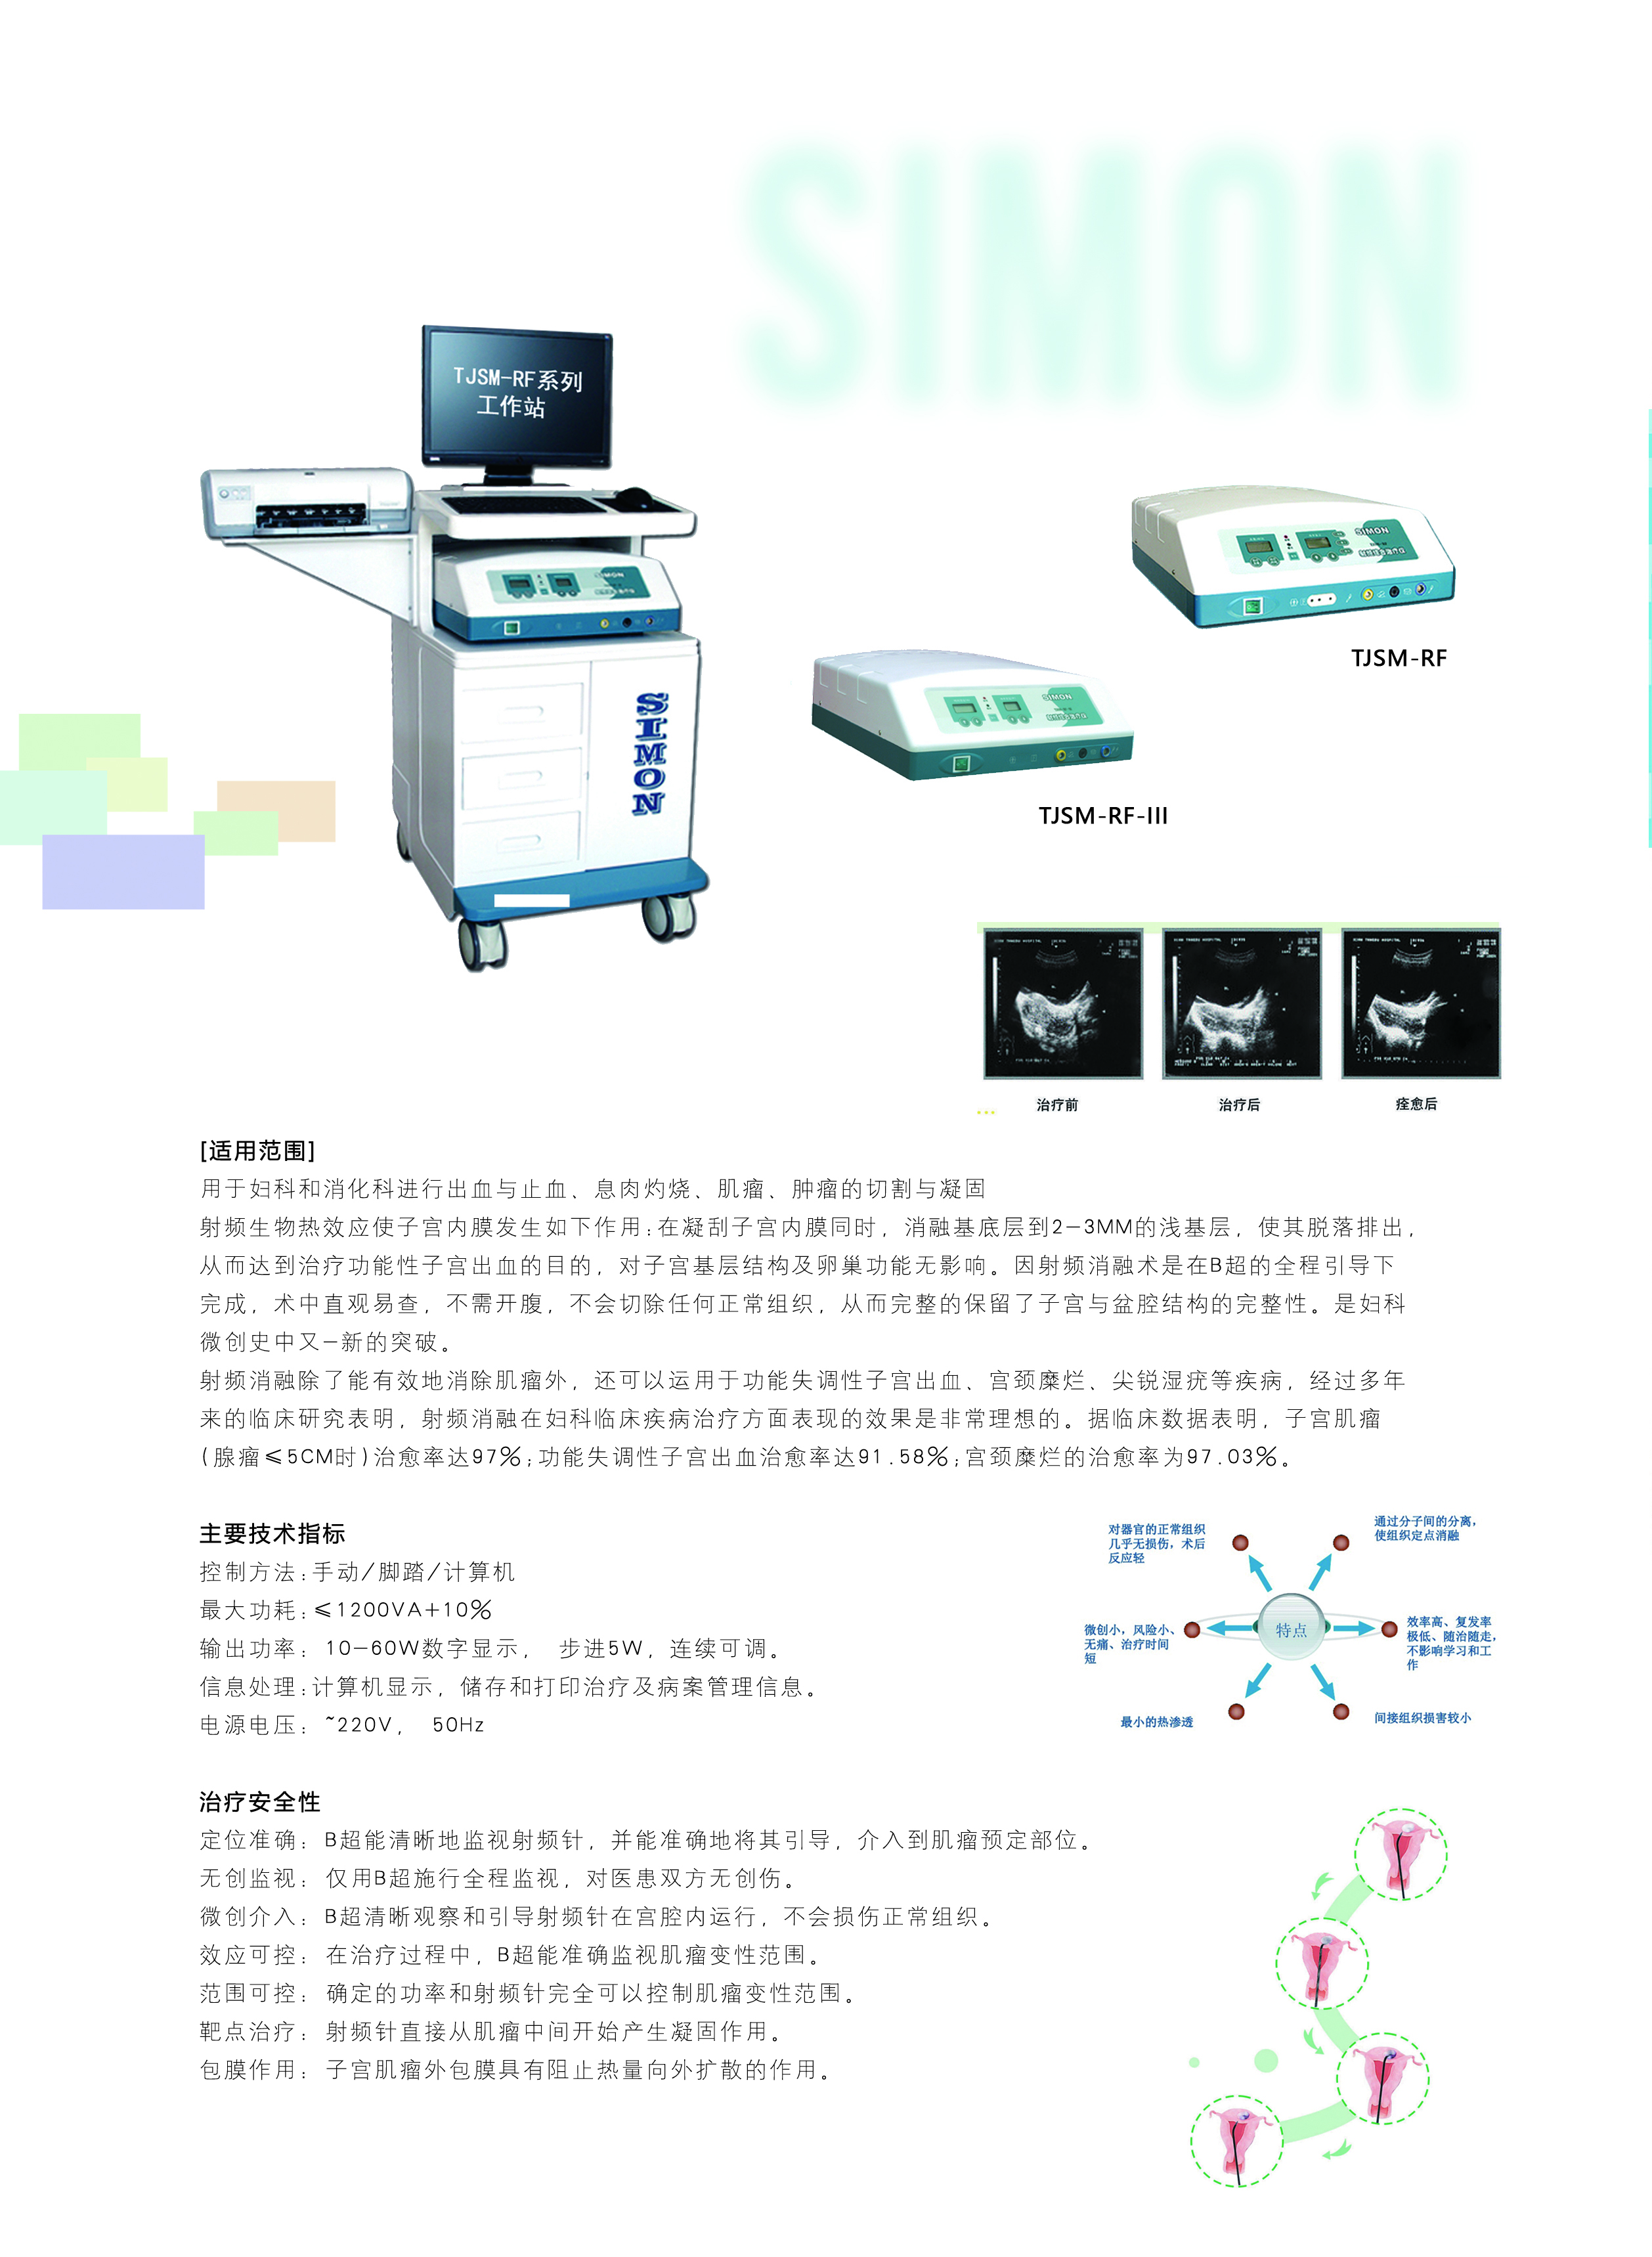 SIMON
TJSM-RF系列
工作站
SIMON
SIMON
SIMON
射频综合治疗仪
TJSM-RF
SIMON
射频综合治疗仪
TJSM-RF-III
治疗前
治疗后
痊愈后
[适用范围]
用于妇科和消化科进行出血与止血、息肉灼烧、肌瘤、肿瘤的切割与凝固
射频生物热效应使子宫内膜发生如下作用:在凝刮子宫内膜同时，消融基底层到2-3MM的浅基层，使其脱落排出，
从而达到治疗功能性子宫出血的目的，对子宫基层结构及卵巢功能无影响。因射频消融术是在B超的全程引导下
完成，术中直观易查，不需开腹，不会切除任何正常组织，从而完整的保留了子宫与盆腔结构的完整性。是妇科
微创史中又-新的突破。
射频消融除了能有效地消除肌瘤外，还可以运用于功能失调性子宫出血、宫颈糜烂、尖锐湿疣等疾病，经过多年
来的临床研究表明，射频消融在妇科临床疾病治疗方面表现的效果是非常理想的。据临床数据表明，子宫肌瘤
(腺瘤≤5CM时)治愈率达97%;功能失调性子宫出血治愈率达91.58%;宫颈糜烂的治愈率为97.03%。
主要技术指标
控制方法:手动/脚踏/计算机
最大功耗:≤1200VA+10%
输出功率: 10-60W数字显示， 步进5W，连续可调。
信息处理:计算机显示，储存和打印治疗及病案管理信息。
电源电压: ~220V， 50Hz
对器官的正常组织
几乎无损伤，术后
反应轻
通过分子间的分离，
使组织定点消融
微创小，风险小、
无痛、治疗时间
短
特点
效率高、复发率
极低、随治随走，
不影响学习和工
作
最小的热渗透
间接组织损害较小
治疗安全性
定位准确: B超能清晰地监视射频针，并能准确地将其引导，介入到肌瘤预定部位。
无创监视: 仅用B超施行全程监视，对医患双方无创伤。
微创介入: B超清晰观察和引导射频针在宫腔内运行，不会损伤正常组织。
效应可控: 在治疗过程中，B超能准确监视肌瘤变性范围。
范围可控: 确定的功率和射频针完全可以控制肌瘤变性范围。
靶点治疗: 射频针直接从肌瘤中间开始产生凝固作用。
包膜作用: 子宫肌瘤外包膜具有阻止热量向外扩散的作用。